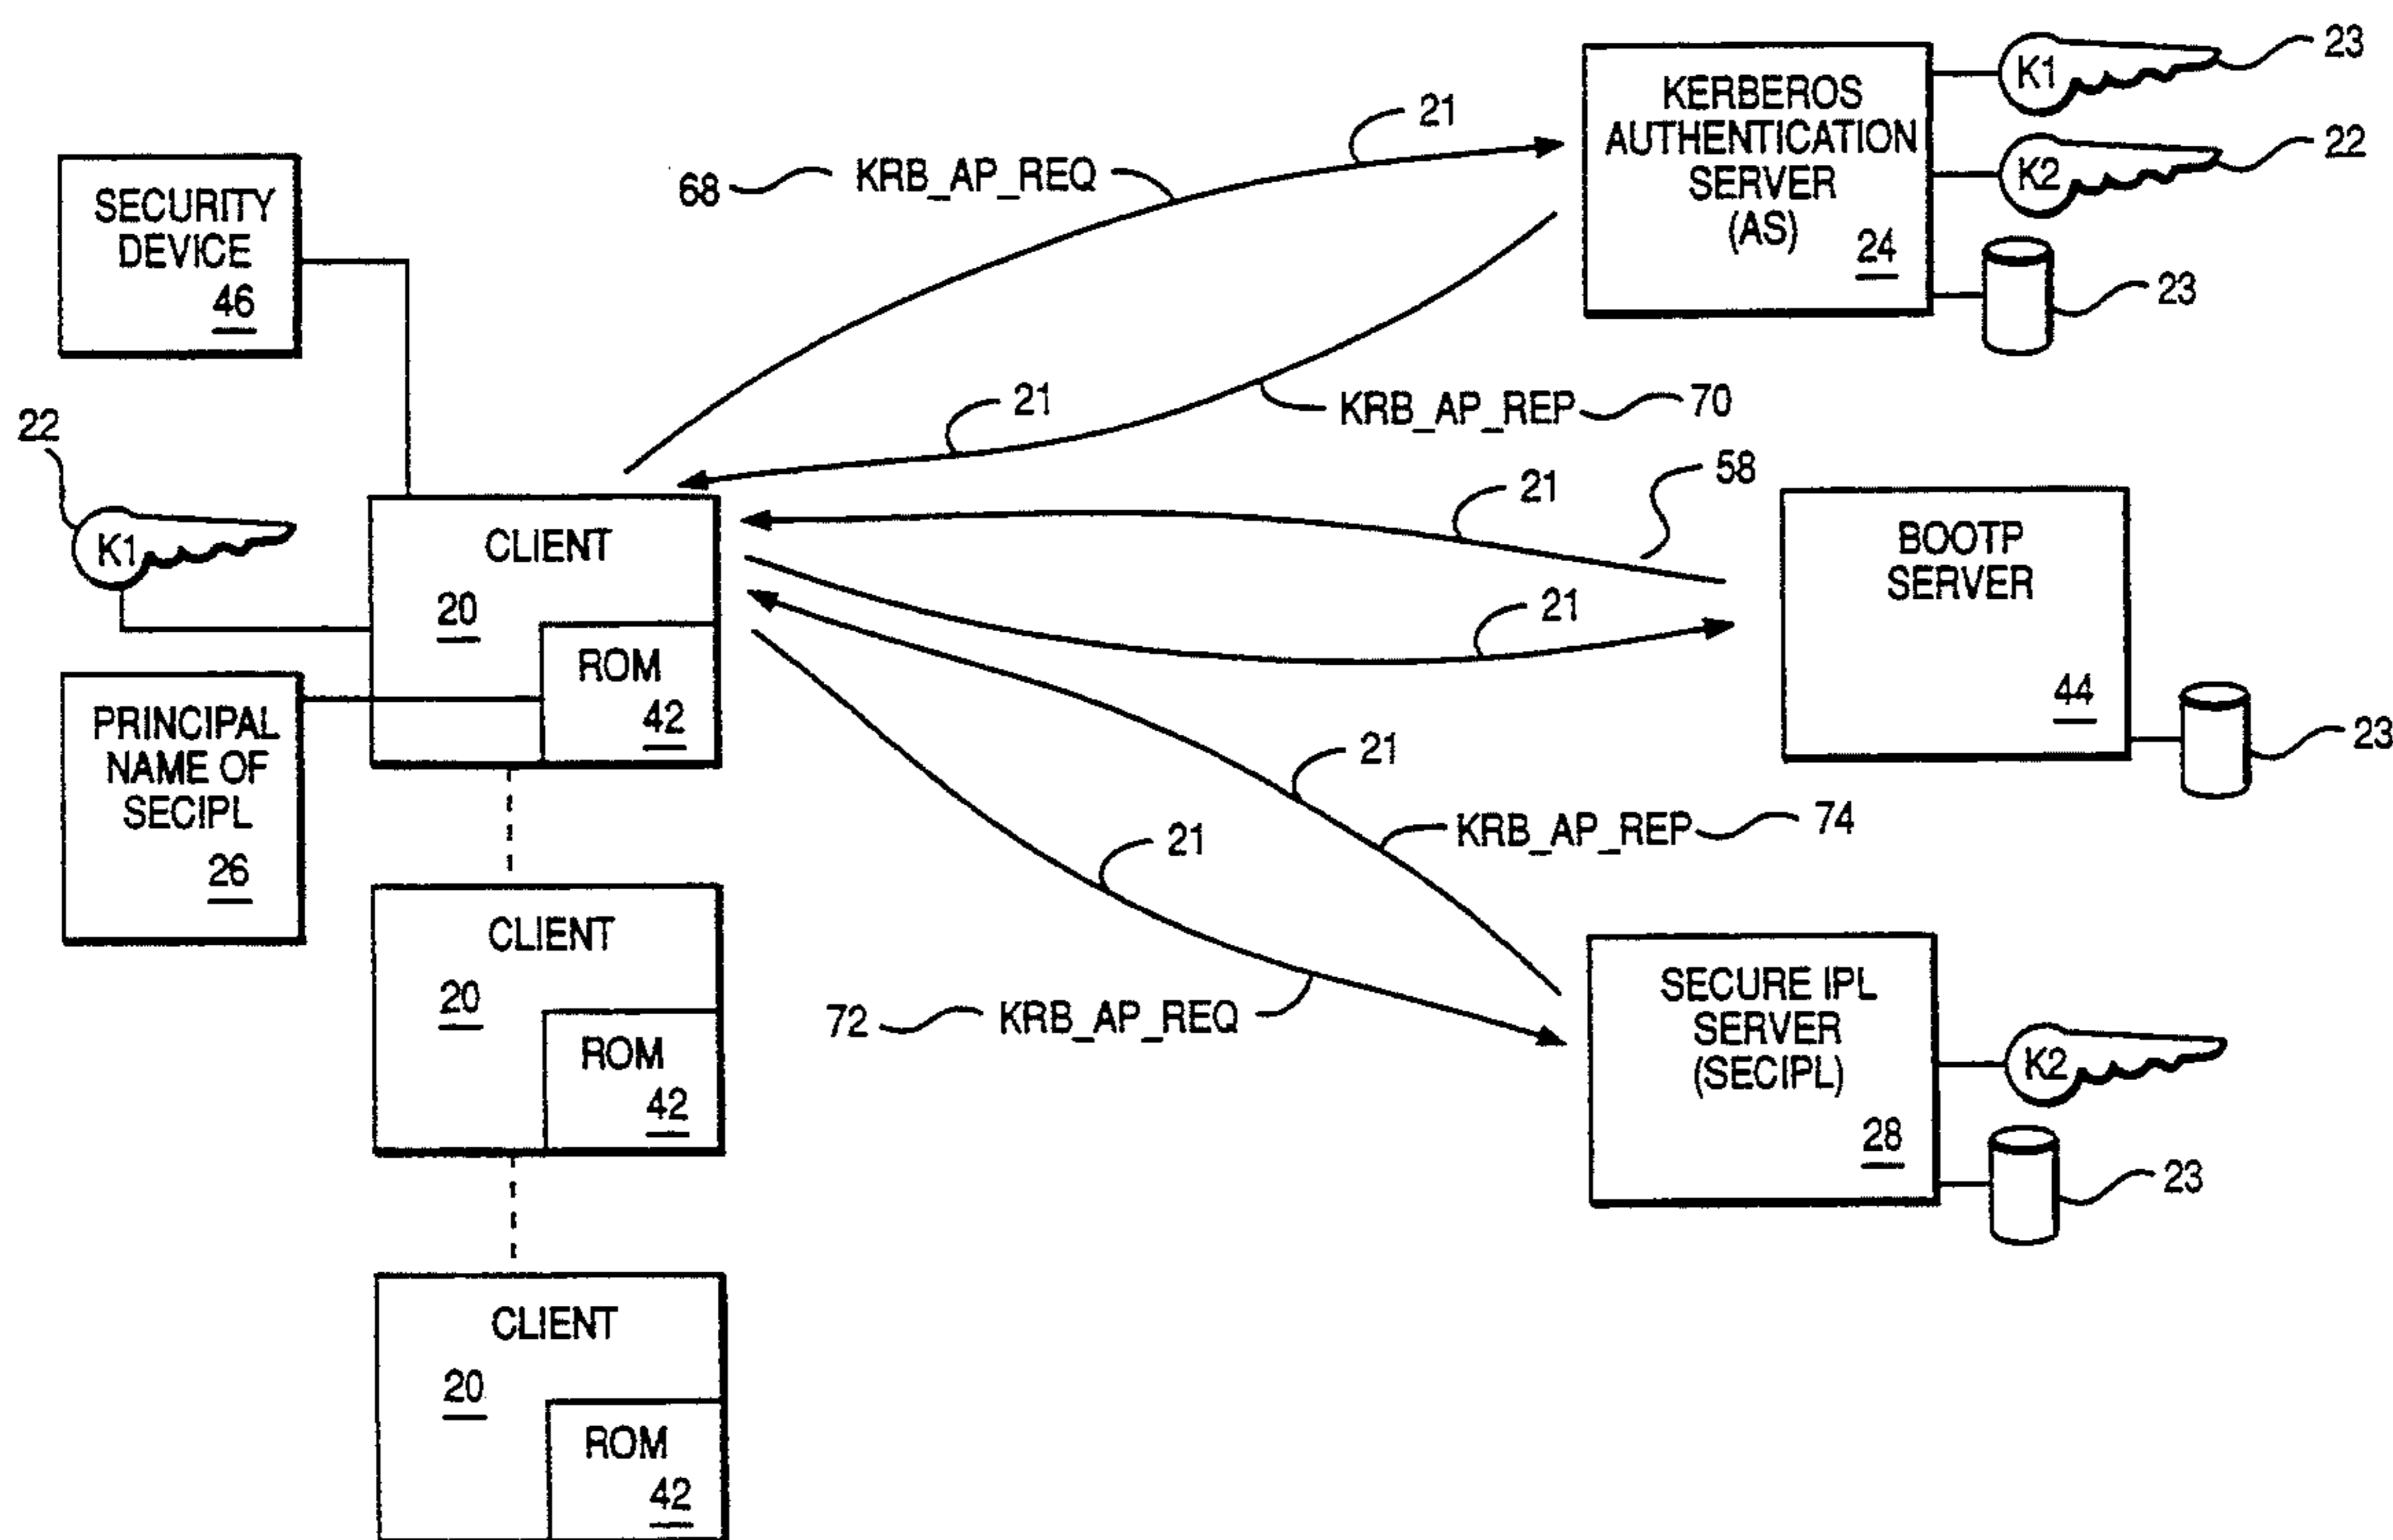 23
K1
KERBEROS
AUTHENTICATION
SERVER
(AS)
24
K2
22
23
21
68
KRB_AP_REQ
SECURITY
DEVICE
46
21
KRB_AP_REP
70
22
K1
CLIENT
20
ROM
42
21
58
BOOTP
SERVER
44
23
21
PRINCIPAL
NAME OF
SECIPL
26
21
KRB_AP_REP
74
21
72
KRB_AP_REQ
CLIENT
20
ROM
42
SECURE IPL
SERVER
(SECIPL)
28
K2
23
CLIENT
20
ROM
42